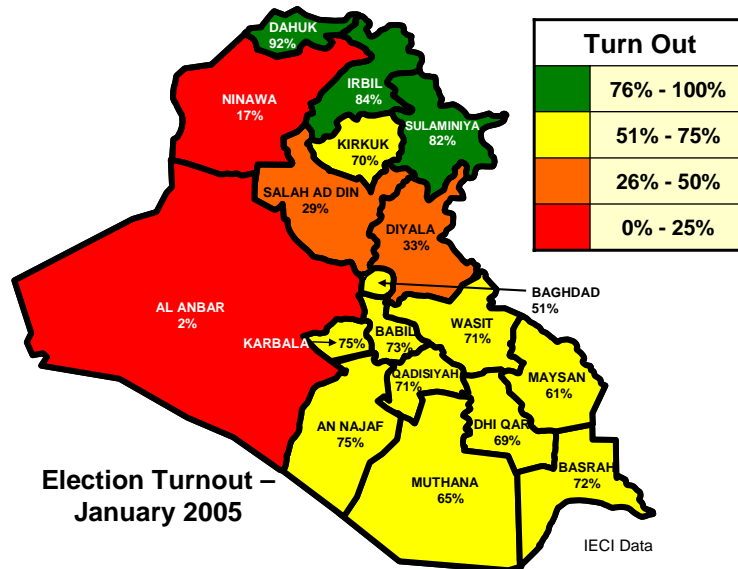 DAHUK
92%
NINAWA
17%
IRBIL
84%
SULAMINIYA
82%
KIRKUK
70%
SALAH AD DIN
29%
DIYALA
33%
Turn Out
76% - 100%
51% - 75%
26% - 50%
0% - 25%
BAGHDAD
51%
AL ANBAR
2%
KARBALA
75%
BABIL
73%
WASIT
71%
QADISIYAH
71%
MAYSAN
61%
AN NAJAF
75%
DHI QAR
69%
MUTHANA
65%
BASRAH
72%
Election Turnout –
January 2005
IECI Data